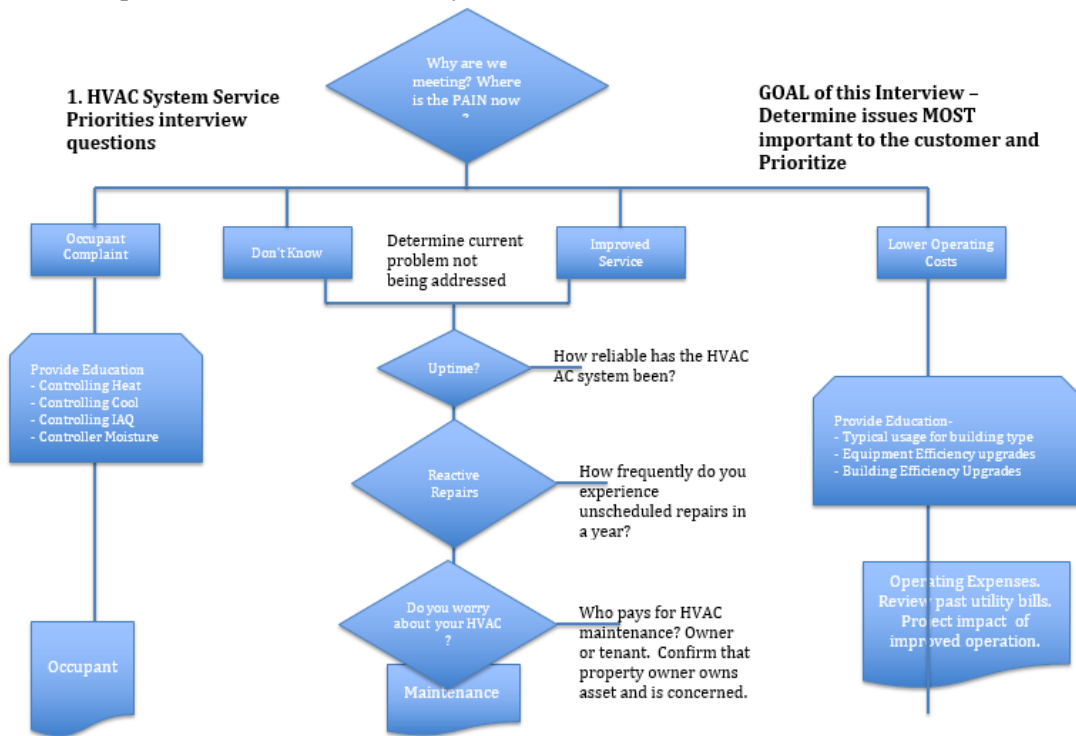 Why are we
meeting? Where
is the PAIN now
?
1. HVAC System Service
Priorities interview
questions
GOAL of this Interview –
Determine issues MOST
important to the customer and
Prioritize
Occupant
Complaint
Don't Know
Determine current
problem not
being addressed
Improved
Service
Lower Operating
Costs
Provide Education
- Controlling Heat
- Controlling Cool
- Controlling IAQ
- Controller Moisture
Uptime?
How reliable has the HVAC
AC system been?
Provide Education-
- Typical usage for building type
- Equipment Efficiency upgrades
- Building Efficiency Upgrades
Reactive
Repairs
How frequently do you
experience
unscheduled repairs in
a year?
Do you worry
about your HVAC
?
Who pays for HVAC
maintenance? Owner
or tenant. Confirm that
property owner owns
asset and is concerned.
Operating Expenses.
Review past utility bills.
Project impact of
improved operation.
Occupant
Maintenance